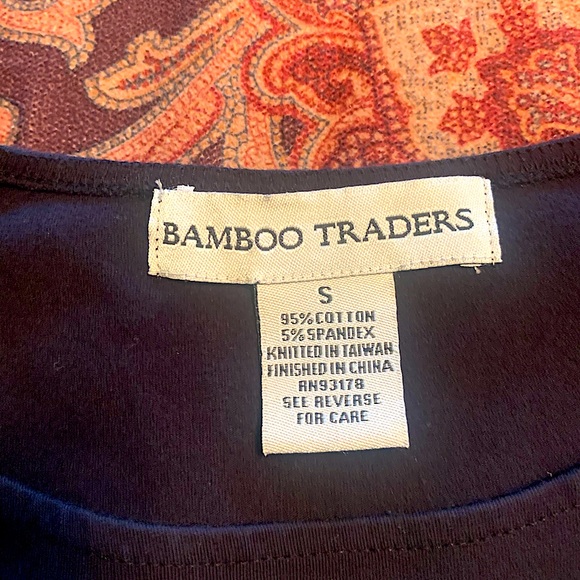 BAMBOO TRADERS
S
95% COTTON
5% SPANDEX
KNITTED IN TAIWAN
FINISHED IN CHINA
RN93178
SEE REVERSE
FOR CARE